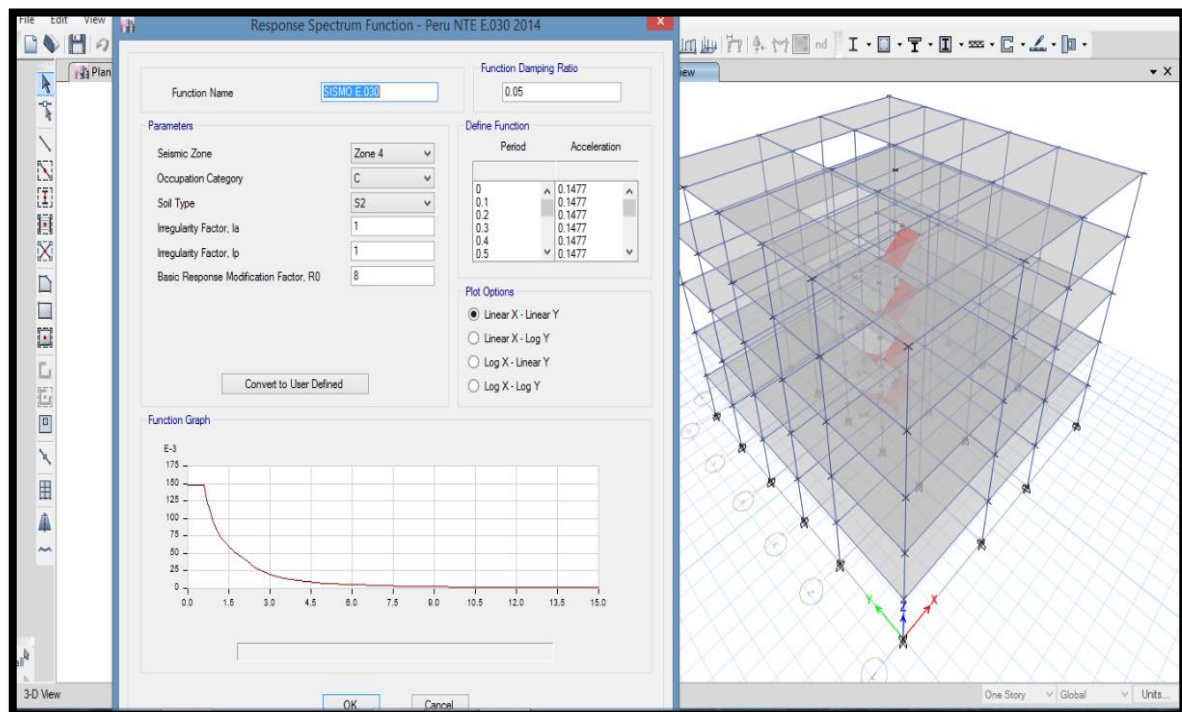 File Edit View
Response Spectrum Function - Peru NTE E.030 2014
nd
Plan
iew
Function Name
SISMO E.030
Function Damping Ratio
0.05
Parameters
Seismic Zone
Zone 4
Occupation Category
C
Soil Type
S2
Irregularity Factor, Ia
1
Irregularity Factor, Ip
1
Basic Response Modification Factor, R0
8
Convert to User Defined
Define Function
Period Acceleration
0 0.1477
0.1 0.1477
0.2 0.1477
0.3 0.1477
0.4 0.1477
0.5 0.1477
Plot Options
Linear X - Linear Y
Linear X - Log Y
Log X - Linear Y
Log X - Log Y
Function Graph
E-3
175
150
125
100
75
50
25
0
0.0 1.5 3.0 4.5 6.0 7.5 9.0 10.5 12.0 13.5 15.0
OK Cancel
Y Z X
all
3-D View
One Story Global Units...